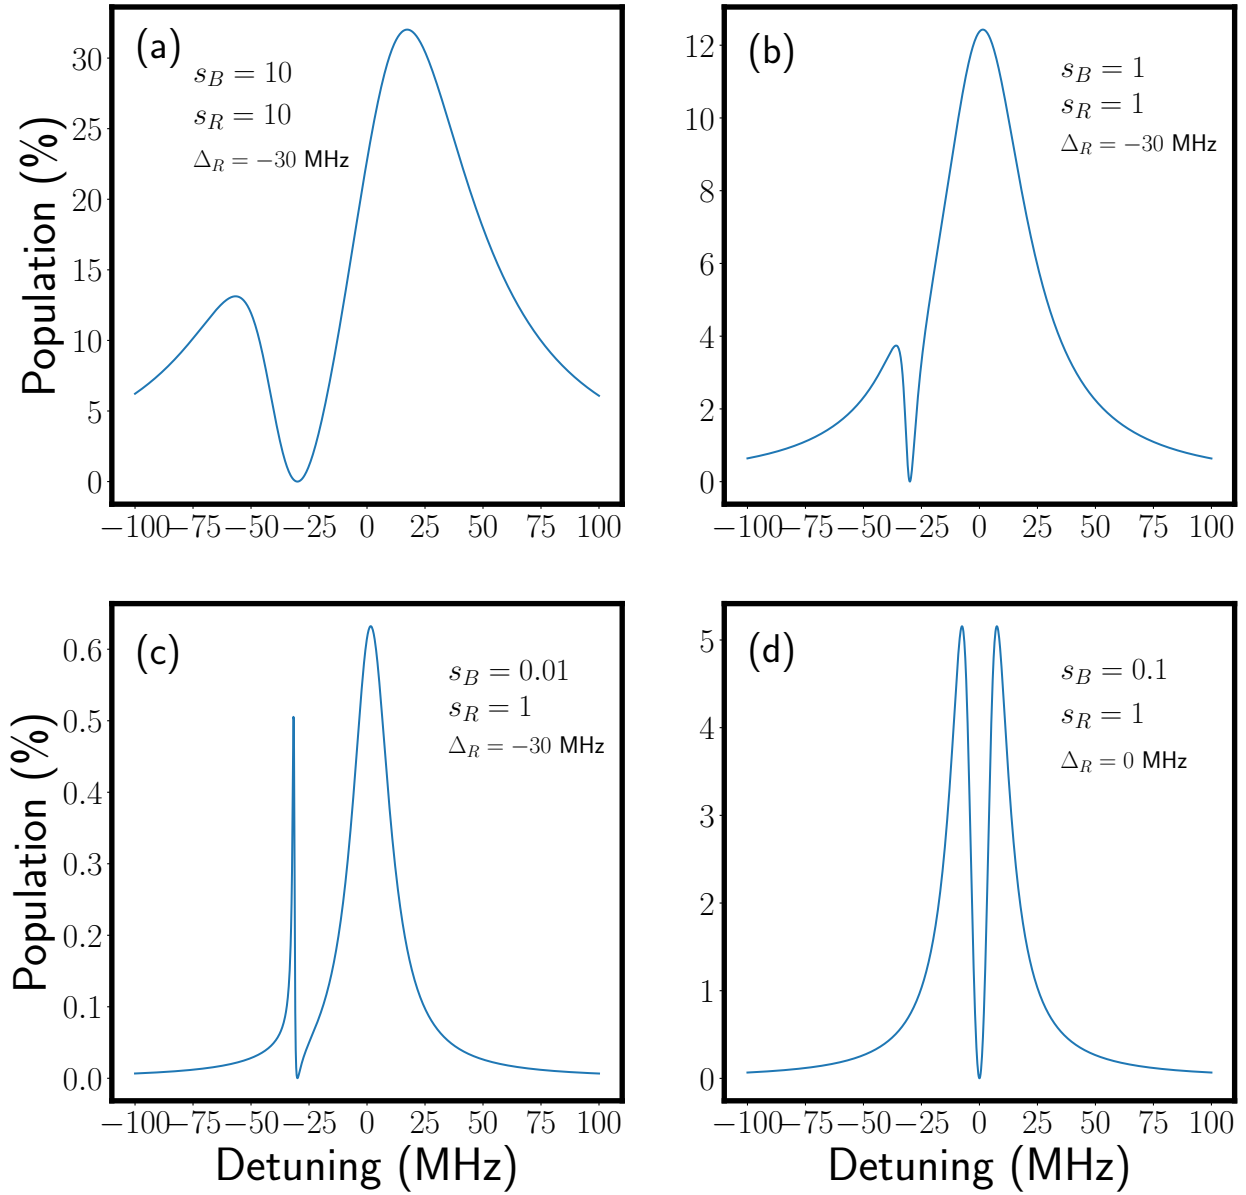 (a)
s_B = 10
s_R = 10
Δ_R = −30 MHz
Population (%)
30
25
20
15
10
5
0
−100 −75 −50 −25 0 25 50 75 100
(b)
s_B = 1
s_R = 1
Δ_R = −30 MHz
12
10
8
6
4
2
0
−100 −75 −50 −25 0 25 50 75 100
(c)
s_B = 0.01
s_R = 1
Δ_R = −30 MHz
Population (%)
0.6
0.5
0.4
0.3
0.2
0.1
0.0
−100 −75 −50 −25 0 25 50 75 100
Detuning (MHz)
(d)
s_B = 0.1
s_R = 1
Δ_R = 0 MHz
5
4
3
2
1
0
−100 −75 −50 −25 0 25 50 75 100
Detuning (MHz)